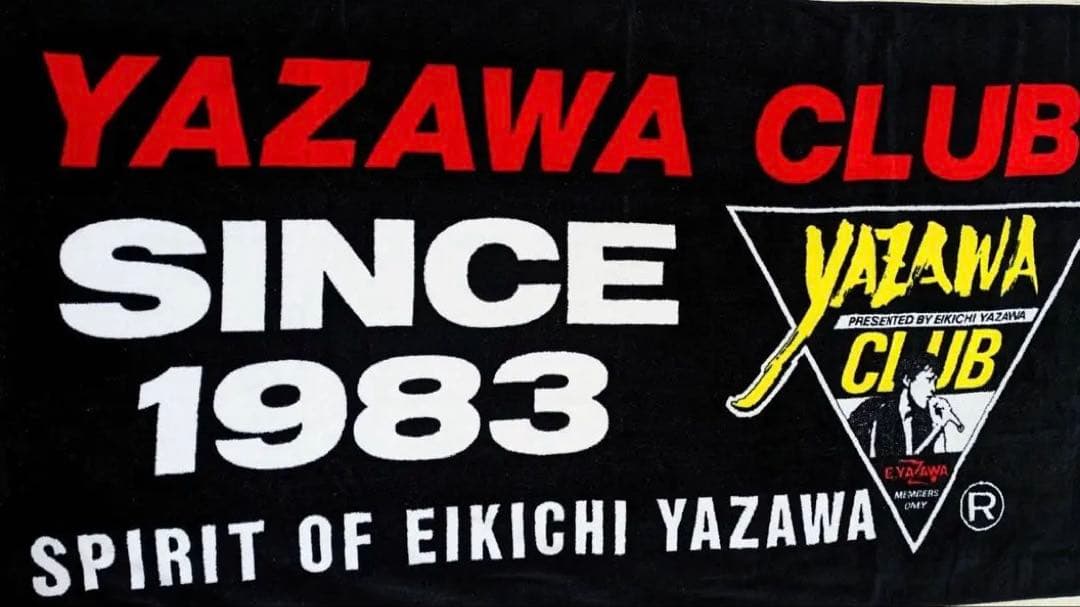 YAZAWA CLUB
SINCE
1983
SPIRIT OF EIKICHI YAZAWA
YAZAWA
PRESENTED BY EIKICHI YAZAWA
CLUB
E.YAZAWA
MEMBERS
ONLY
®